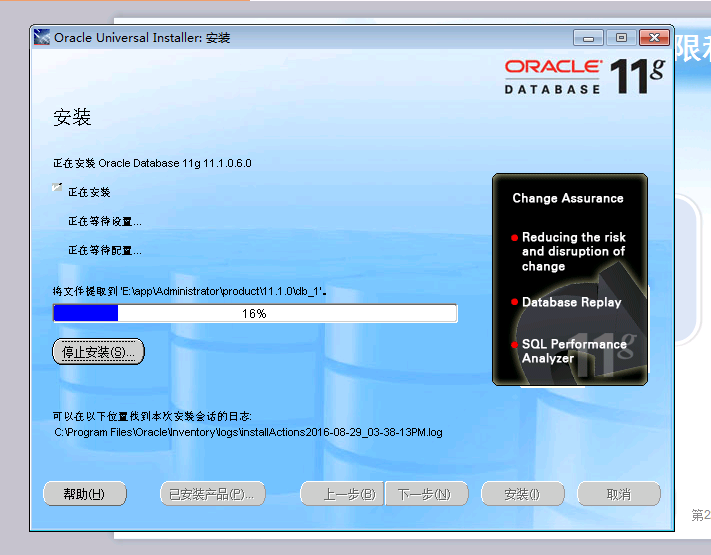 Oracle Universal Installer: 安装
ORACLE
DATABASE
11g
安装
正在安装 Oracle Database 11g 11.1.0.6.0
正在安装
正在等待设置...
正在等待配置...
将文件提取到 'E:\app\Administrator\product\11.1.0\db_1'。
16%
停止安装(S)...
Change Assurance
Reducing the risk
and disruption of
change
Database Replay
SQL Performance
Analyzer
11g
可以在以下位置找到本次安装会话的日志:
C:\Program Files\Oracle\Inventory\logs\installActions2016-08-29_03-38-13PM.log
帮助(H)
已安装产品(P)...
上一步(B)
下一步(N)
安装(I)
取消
限
第2